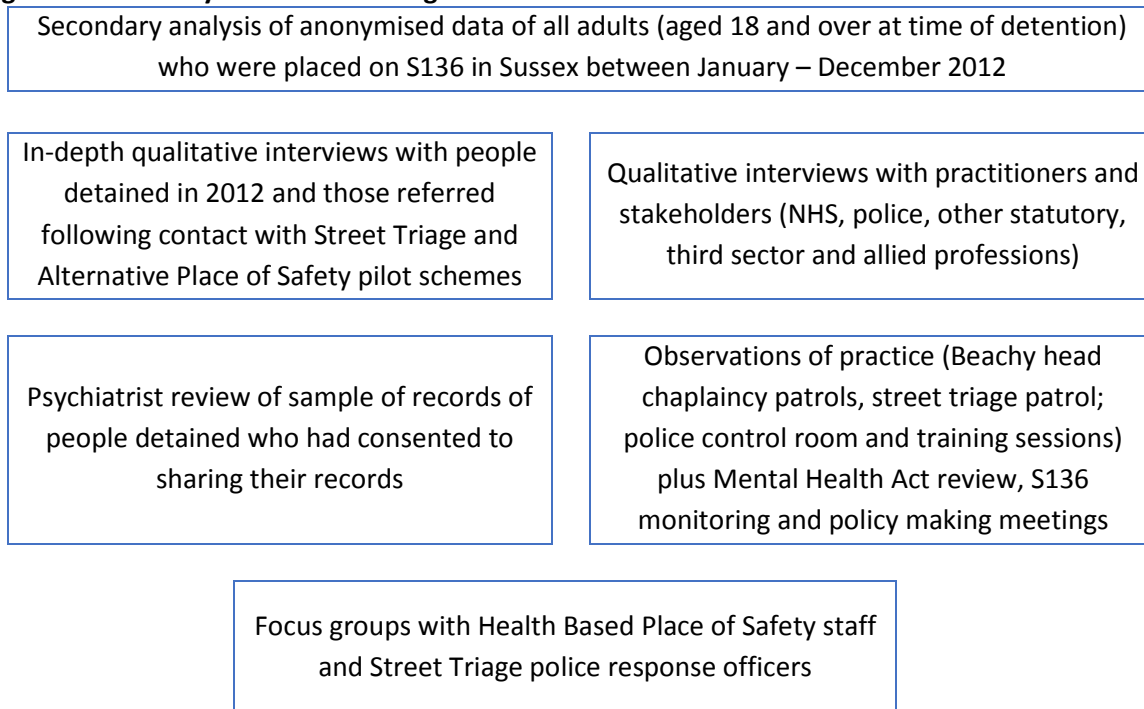 Secondary analysis of anonymised data of all adults (aged 18 and over at time of detention)
who were placed on S136 in Sussex between January – December 2012
In-depth qualitative interviews with people
detained in 2012 and those referred
following contact with Street Triage and
Alternative Place of Safety pilot schemes
Qualitative interviews with practitioners and
stakeholders (NHS, police, other statutory,
third sector and allied professions)
Psychiatrist review of sample of records of
people detained who had consented to
sharing their records
Observations of practice (Beachy head
chaplaincy patrols, street triage patrol;
police control room and training sessions)
plus Mental Health Act review, S136
monitoring and policy making meetings
Focus groups with Health Based Place of Safety staff
and Street Triage police response officers